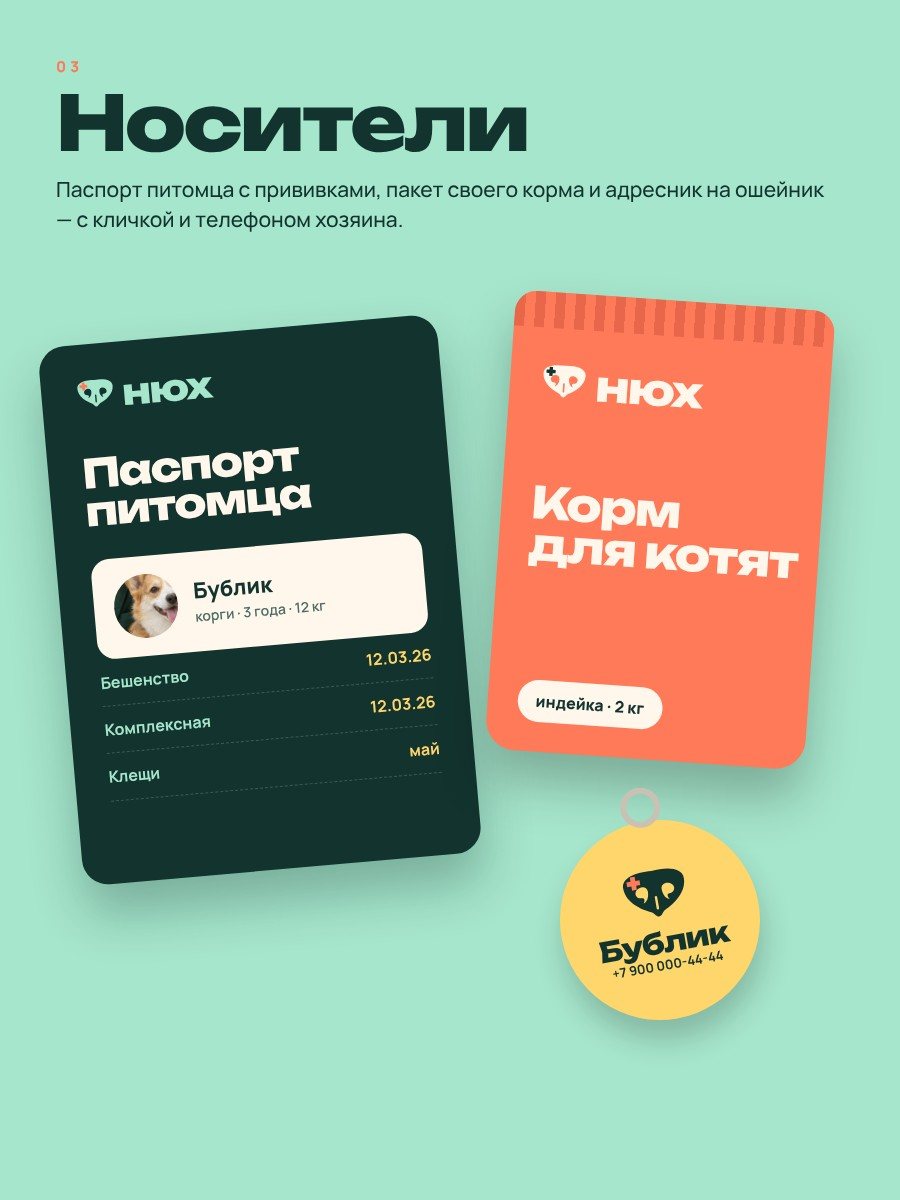 03
Носители
Паспорт питомца с прививками, пакет своего корма и адресник на ошейник
— с кличкой и телефоном хозяина.
НЮХ
Паспорт
питомца
Бублик
корги · 3 года · 12 кг
Бешенство 12.03.26
Комплексная 12.03.26
Клещи май
НЮХ
Корм
для котят
индейка · 2 кг
Бублик
+7 900 000-44-44